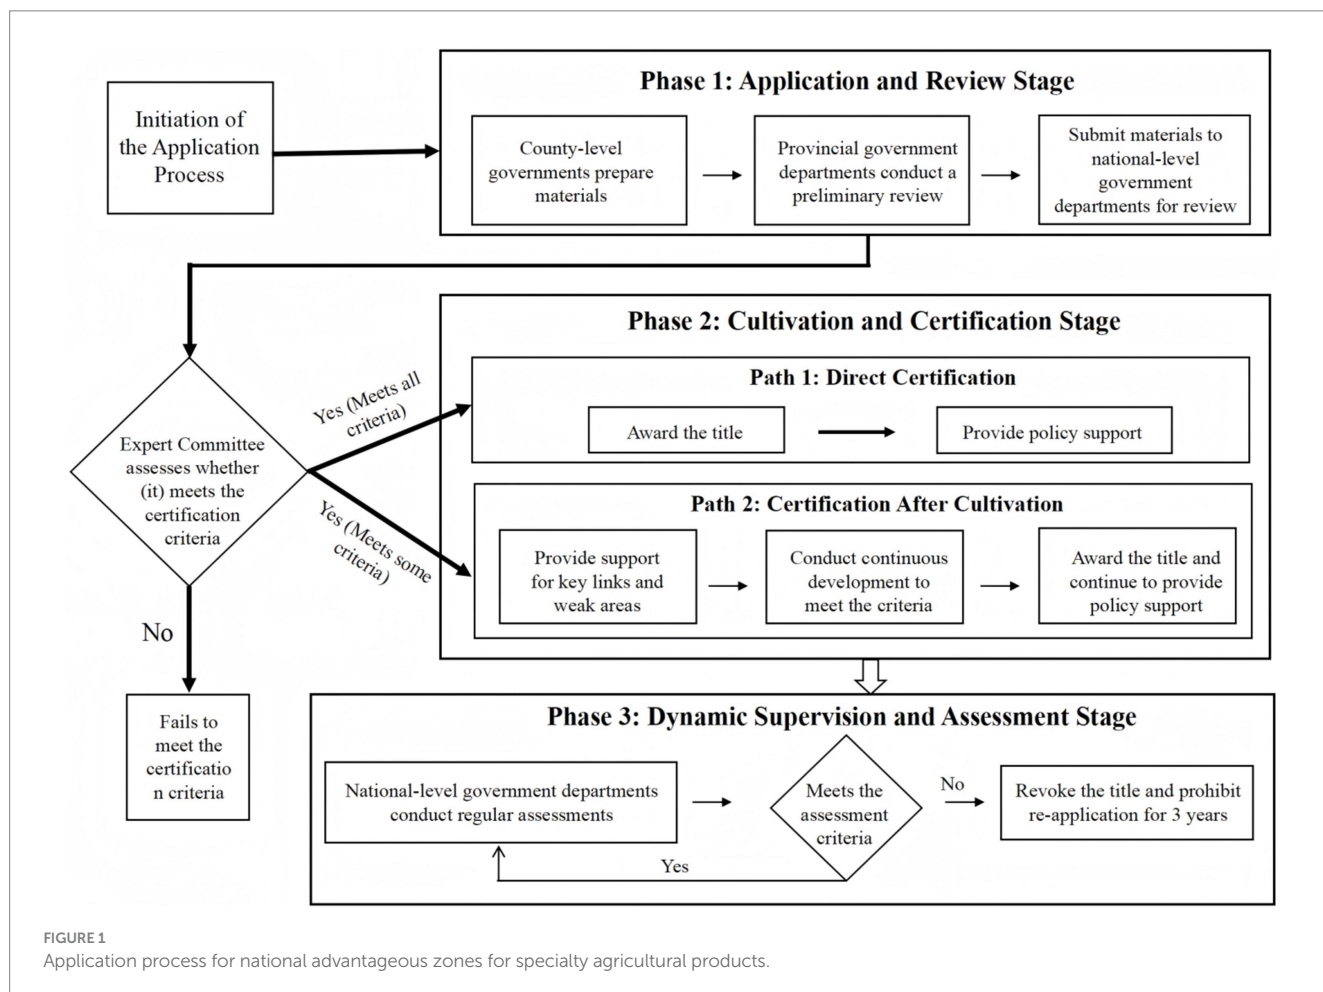 Initiation of
the Application
Process
Phase 1: Application and Review Stage
County-level
governments prepare
materials
Provincial government
departments conduct a
preliminary review
Submit materials to
national-level
government
departments for review
Expert Committee
assesses whether
(it) meets the
certification
criteria
Yes (Meets all
criteria)
Yes (Meets some
criteria)
No
Fails to
meet the
certificatio
n criteria
Phase 2: Cultivation and Certification Stage
Path 1: Direct Certification
Award the title
Provide policy support
Path 2: Certification After Cultivation
Provide support
for key links and
weak areas
Conduct continuous
development to
meet the criteria
Award the title and
continue to provide
policy support
Phase 3: Dynamic Supervision and Assessment Stage
National-level government departments
conduct regular assessments
Meets the
assessment
criteria
No
Revoke the title and prohibit
re-application for 3 years
Yes
FIGURE 1
Application process for national advantageous zones for specialty agricultural products.